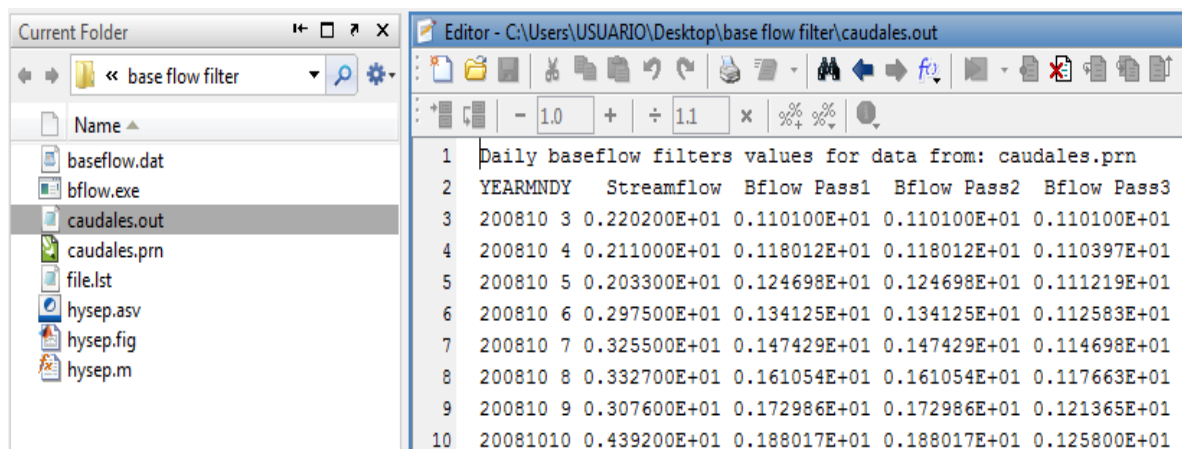 Current Folder
« base flow filter
Name
baseflow.dat
bflow.exe
caudales.out
caudales.prn
file.lst
hysep.asv
hysep.fig
hysep.m
Editor - C:\Users\USUARIO\Desktop\base flow filter\caudales.out
− 1.0 + ÷ 1.1 ×
1 Daily baseflow filters values for data from: caudales.prn
2 YEARMNDY Streamflow Bflow Pass1 Bflow Pass2 Bflow Pass3
3 200810 3 0.220200E+01 0.110100E+01 0.110100E+01 0.110100E+01
4 200810 4 0.211000E+01 0.118012E+01 0.118012E+01 0.110397E+01
5 200810 5 0.203300E+01 0.124698E+01 0.124698E+01 0.111219E+01
6 200810 6 0.297500E+01 0.134125E+01 0.134125E+01 0.112583E+01
7 200810 7 0.325500E+01 0.147429E+01 0.147429E+01 0.114698E+01
8 200810 8 0.332700E+01 0.161054E+01 0.161054E+01 0.117663E+01
9 200810 9 0.307600E+01 0.172986E+01 0.172986E+01 0.121365E+01
10 20081010 0.439200E+01 0.188017E+01 0.188017E+01 0.125800E+01